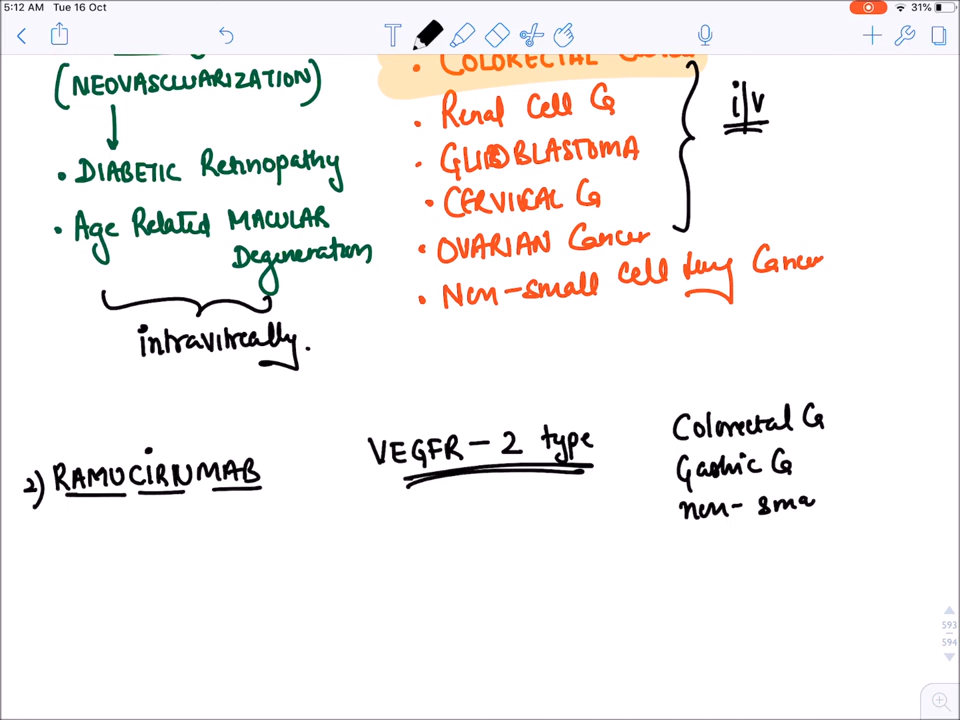 5:12 AM Tue 16 Oct
31%
T
(NEOVASCULARIZATION)
• DIABETIC Retinopathy
• Age Related MACULAR
Degeneration
intravitreally.
• COLORECTAL
• Renal Cell Ca
• GLIOBLASTOMA
• CERVICAL Ca
• OVARIAN Cancer
• Non-small cell lung Cancer
i/v
2) RAMUCIRUMAB
VEGFR-2 type
Colorectal Ca
Gastric Ca
non-sma
593
594